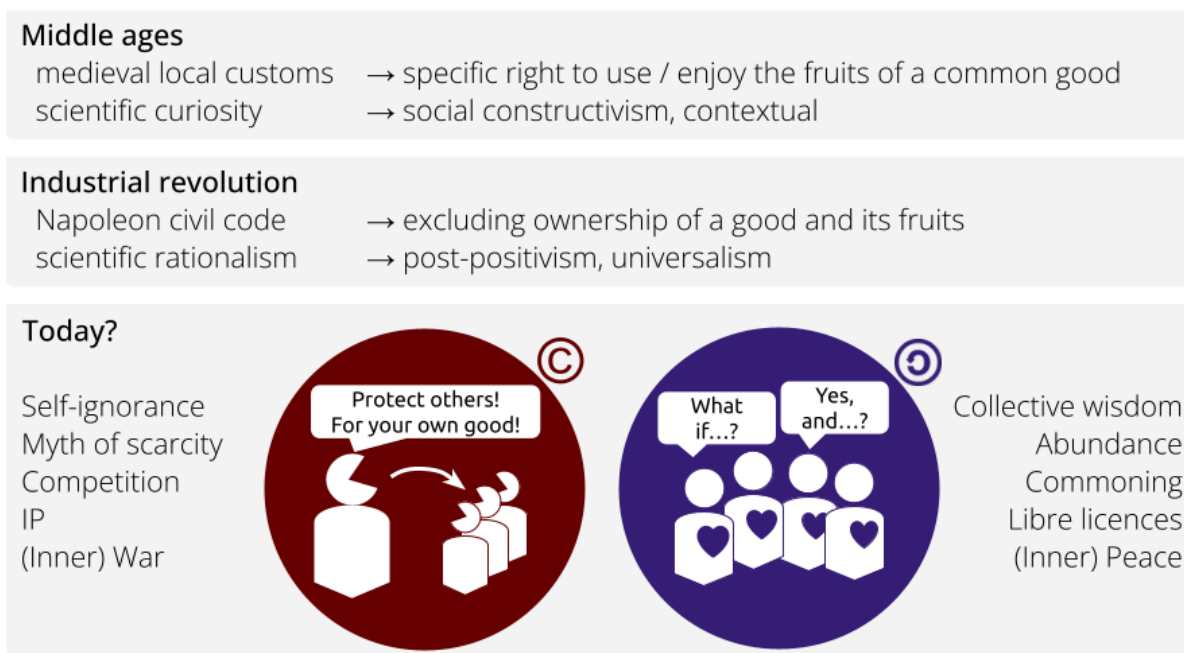 Middle ages
medieval local customs → specific right to use / enjoy the fruits of a common good
scientific curiosity → social constructivism, contextual
Industrial revolution
Napoleon civil code → excluding ownership of a good and its fruits
scientific rationalism → post-positivism, universalism
Today?
Self-ignorance
Myth of scarcity
Competition
IP
(Inner) War
©
Protect others!
For your own good!
🄯
What
if...?
Yes,
and...?
Collective wisdom
Abundance
Commoning
Libre licences
(Inner) Peace